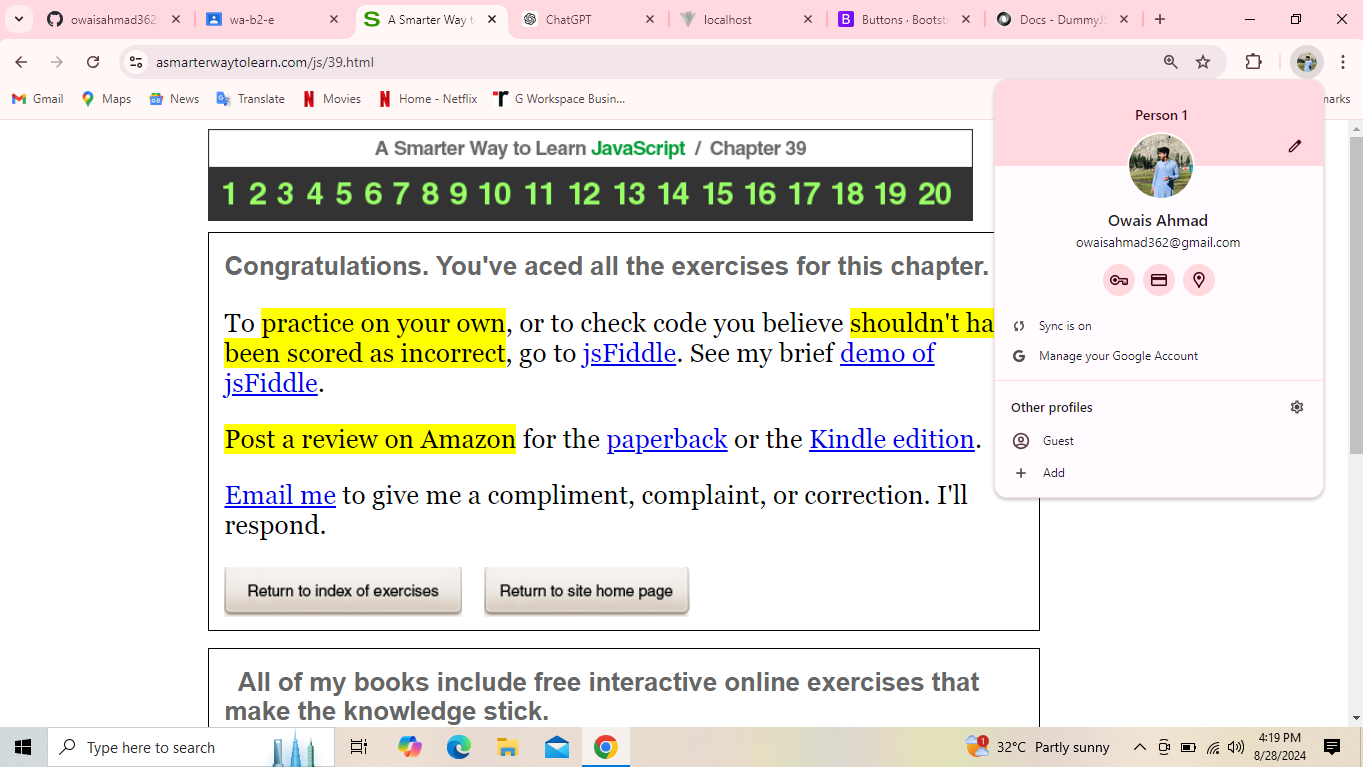 owaisahmad362
wa-b2-e
A Smarter Way t
ChatGPT
localhost
Buttons · Bootst
Docs - DummyJS
asmarterwaytolearn.com/js/39.html
Gmail
Maps
News
Translate
Movies
Home - Netflix
G Workspace Busin...
marks
A Smarter Way to Learn JavaScript / Chapter 39
1 2 3 4 5 6 7 8 9 10 11 12 13 14 15 16 17 18 19 20
Congratulations. You've aced all the exercises for this chapter.
To practice on your own, or to check code you believe shouldn't ha
been scored as incorrect, go to jsFiddle. See my brief demo of
jsFiddle.
Post a review on Amazon for the paperback or the Kindle edition.
Email me to give me a compliment, complaint, or correction. I'll
respond.
Return to index of exercises
Return to site home page
All of my books include free interactive online exercises that
make the knowledge stick.
Person 1
Owais Ahmad
owaisahmad362@gmail.com
Sync is on
Manage your Google Account
Other profiles
Guest
Add
Type here to search
1
32°C Partly sunny
4:19 PM
8/28/2024